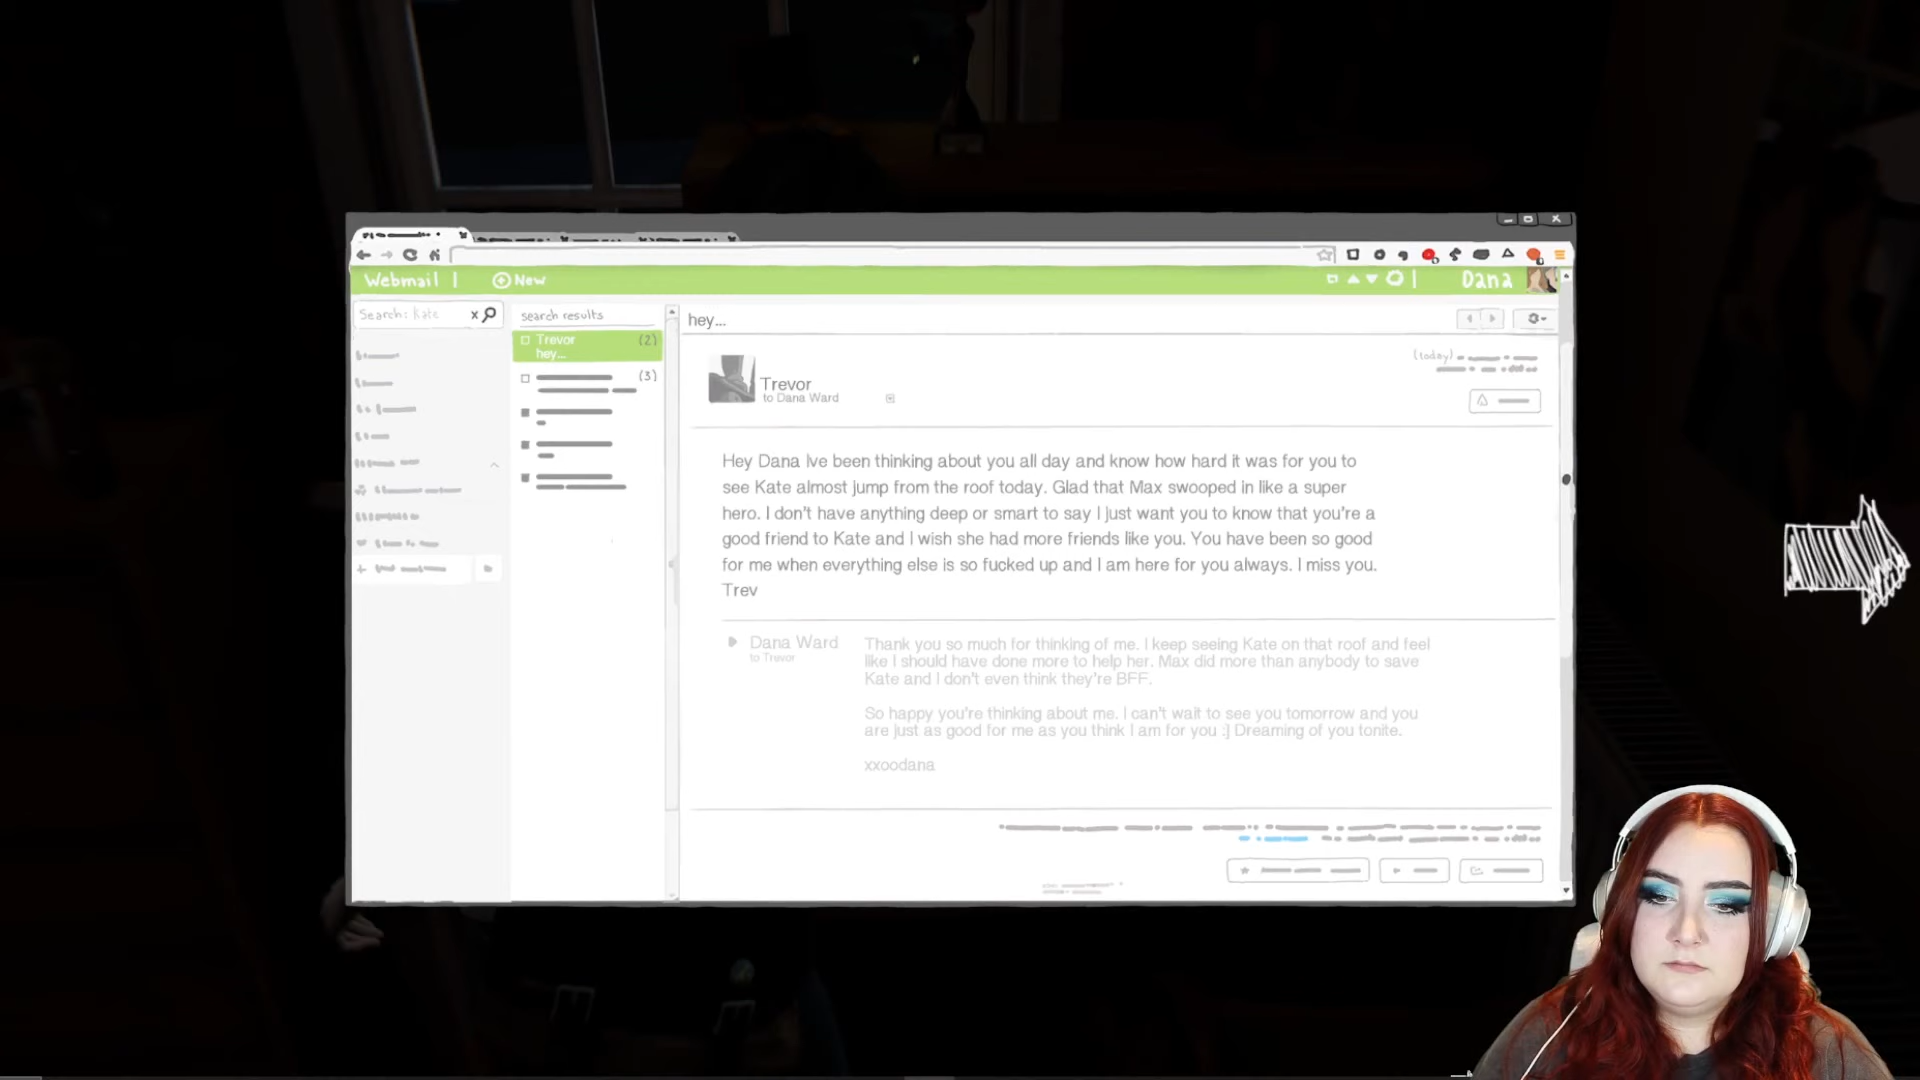 Webmail | New Dana
Search: kate x
search results
Trevor (2)
hey...
(3)
hey...
(today)
Trevor
to Dana Ward
Hey Dana Ive been thinking about you all day and know how hard it was for you to
see Kate almost jump from the roof today. Glad that Max swooped in like a super
hero. I don't have anything deep or smart to say I just want you to know that you're a
good friend to Kate and I wish she had more friends like you. You have been so good
for me when everything else is so fucked up and I am here for you always. I miss you.
Trev
Dana Ward
to Trevor
Thank you so much for thinking of me. I keep seeing Kate on that roof and feel
like I should have done more to help her. Max did more than anybody to save
Kate and I don't even think they're BFF.
So happy you're thinking about me. I can't wait to see you tomorrow and you
are just as good for me as you think I am for you :] Dreaming of you tonite.
xxoodana